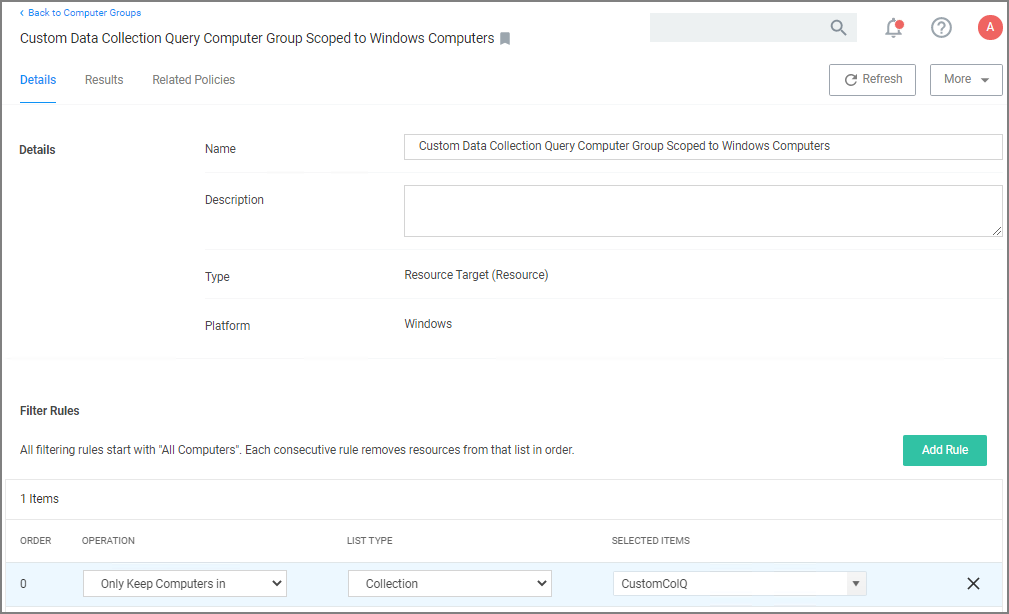 Back to Computer Groups
Custom Data Collection Query Computer Group Scoped to Windows Computers
A
Details Results Related Policies
Refresh More
Details
Name Custom Data Collection Query Computer Group Scoped to Windows Computers
Description
Type Resource Target (Resource)
Platform Windows
Filter Rules
All filtering rules start with "All Computers". Each consecutive rule removes resources from that list in order.
Add Rule
1 Items
ORDER OPERATION LIST TYPE SELECTED ITEMS
0 Only Keep Computers in Collection CustomColQ